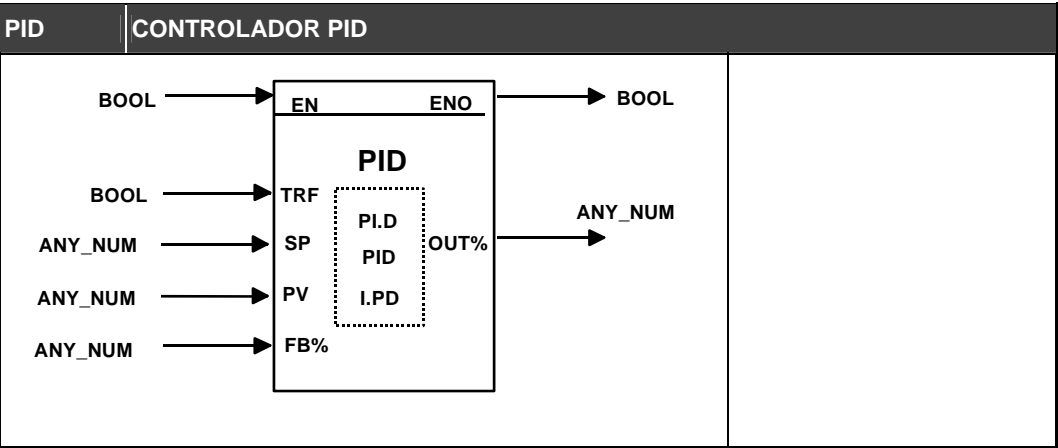 PID CONTROLADOR PID
BOOL EN ENO BOOL
PID
BOOL TRF PI.D ANY_NUM
ANY_NUM SP PID OUT%
ANY_NUM PV I.PD
ANY_NUM FB%